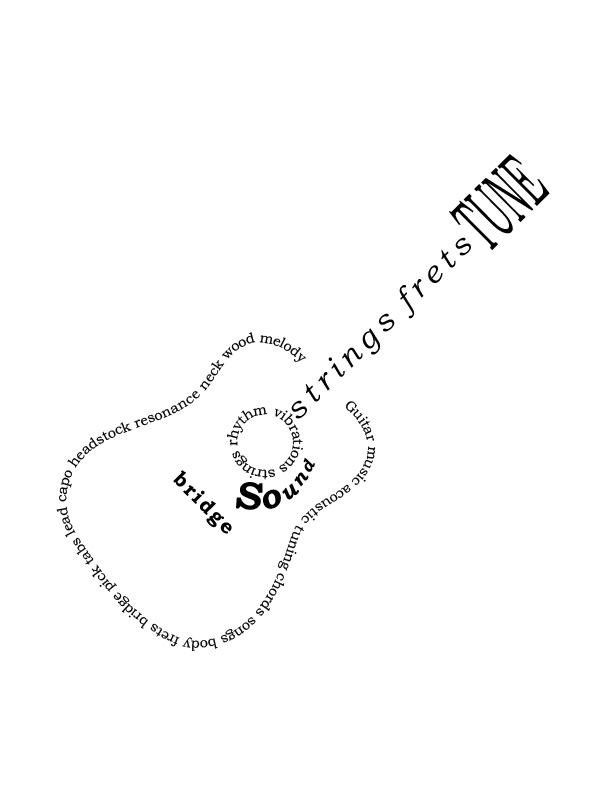 TUNE
strings frets
Guitar music acoustic tuning chords songs body frets bridge pick tabs lead capo headstock resonance neck wood melody
rhythm vibrations strings
Sound
bridge